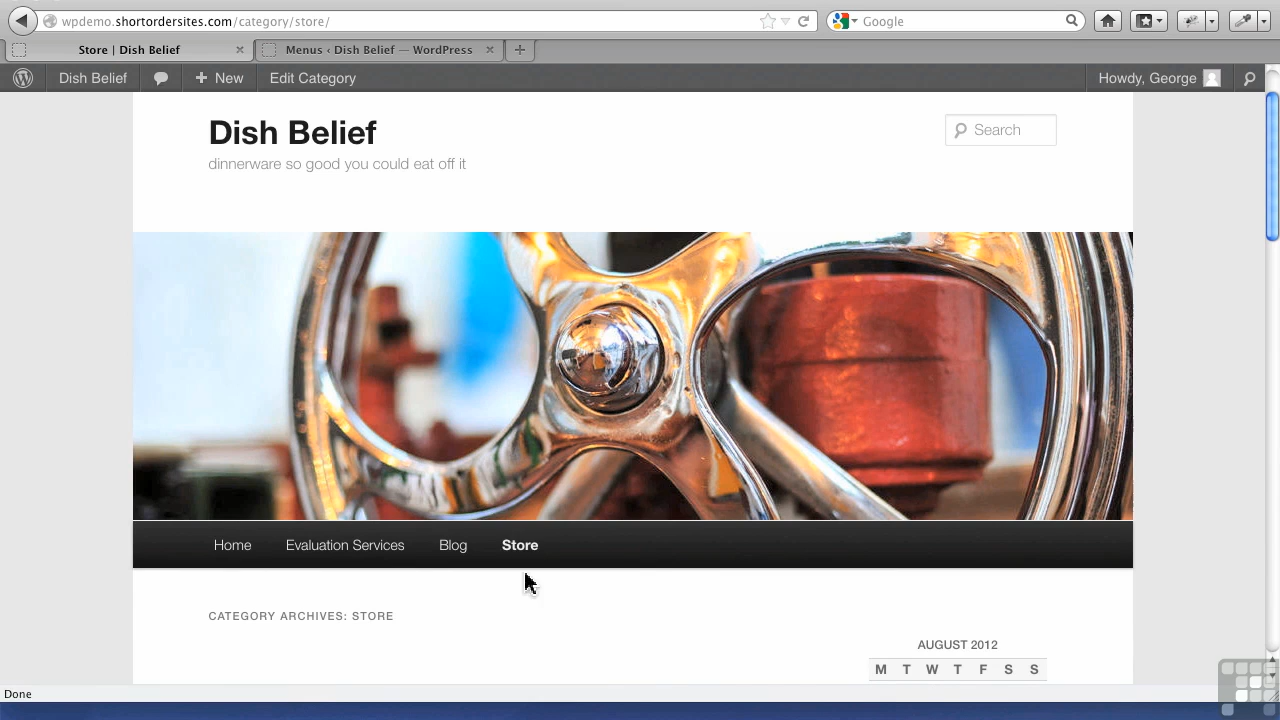 wpdemo.shortordersites.com/category/store/
Google
Store | Dish Belief
Menus ‹ Dish Belief — WordPress
Dish Belief
New
Edit Category
Howdy, George
Dish Belief
Search
dinnerware so good you could eat off it
Home
Evaluation Services
Blog
Store
CATEGORY ARCHIVES: STORE
AUGUST 2012
M T W T F S S
Done